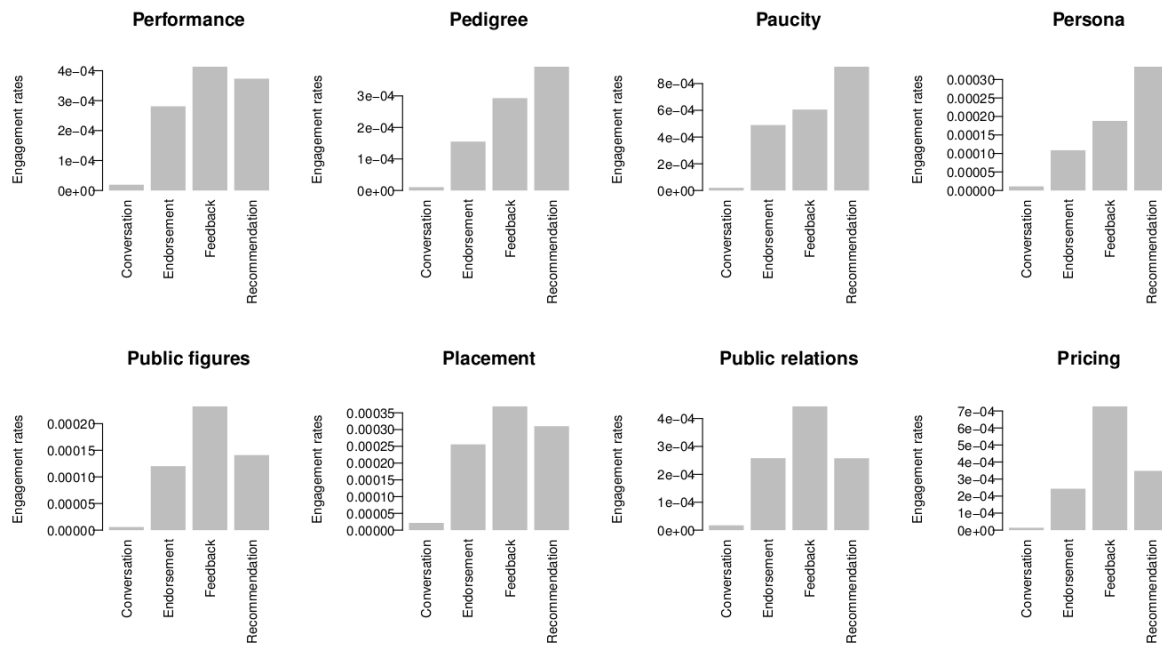 Performance
Engagement rates
4e−04
3e−04
2e−04
1e−04
0e+00
Conversation
Endorsement
Feedback
Recommendation
Pedigree
Engagement rates
3e−04
2e−04
1e−04
0e+00
Conversation
Endorsement
Feedback
Recommendation
Paucity
Engagement rates
8e−04
6e−04
4e−04
2e−04
0e+00
Conversation
Endorsement
Feedback
Recommendation
Persona
Engagement rates
0.00030
0.00025
0.00020
0.00015
0.00010
0.00005
0.00000
Conversation
Endorsement
Feedback
Recommendation
Public figures
Engagement rates
0.00020
0.00015
0.00010
0.00005
0.00000
Conversation
Endorsement
Feedback
Recommendation
Placement
Engagement rates
0.00035
0.00030
0.00025
0.00020
0.00015
0.00010
0.00005
0.00000
Conversation
Endorsement
Feedback
Recommendation
Public relations
Engagement rates
4e−04
3e−04
2e−04
1e−04
0e+00
Conversation
Endorsement
Feedback
Recommendation
Pricing
Engagement rates
7e−04
6e−04
5e−04
4e−04
3e−04
2e−04
1e−04
0e+00
Conversation
Endorsement
Feedback
Recommendation